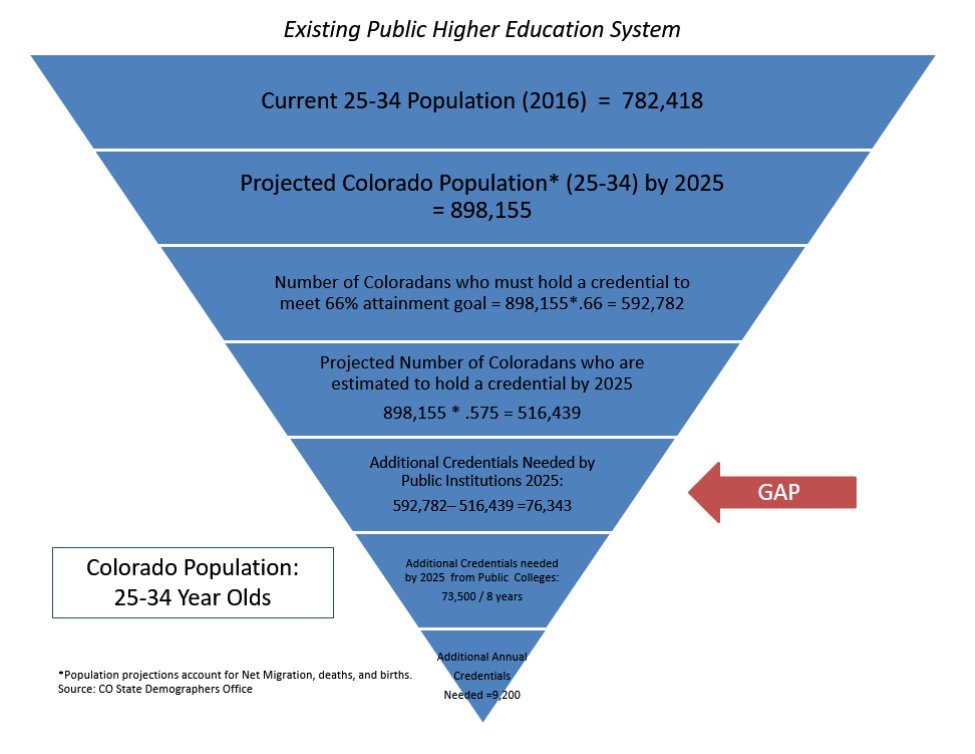 Existing Public Higher Education System
Current 25-34 Population (2016) = 782,418
Projected Colorado Population* (25-34) by 2025
= 898,155
Number of Coloradans who must hold a credential to
meet 66% attainment goal = 898,155*.66 = 592,782
Projected Number of Coloradans who are
estimated to hold a credential by 2025
898,155 * .575 = 516,439
Additional Credentials Needed by
Public Institutions 2025:
592,782– 516,439 =76,343
GAP
Additional Credentials needed
by 2025 from Public Colleges:
73,500 / 8 years
Colorado Population:
25-34 Year Olds
Additional Annual
Credentials
Needed =9,200
*Population projections account for Net Migration, deaths, and births.
Source: CO State Demographers Office